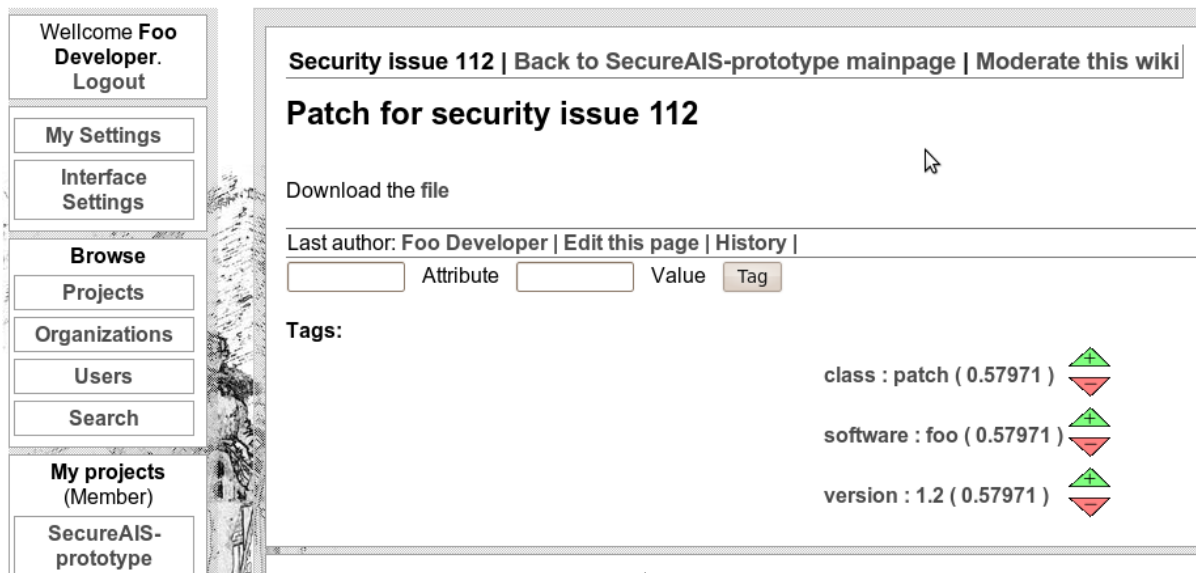 Wellcome Foo
Developer.
Logout
My Settings
Interface
Settings
Browse
Projects
Organizations
Users
Search
My projects
(Member)
SecureAIS-
prototype
Security issue 112 | Back to SecureAIS-prototype mainpage | Moderate this wiki
Patch for security issue 112
Download the file
Last author: Foo Developer | Edit this page | History |
Attribute Value Tag
Tags:
class : patch ( 0.57971 ) + −
software : foo ( 0.57971 ) + −
version : 1.2 ( 0.57971 ) + −